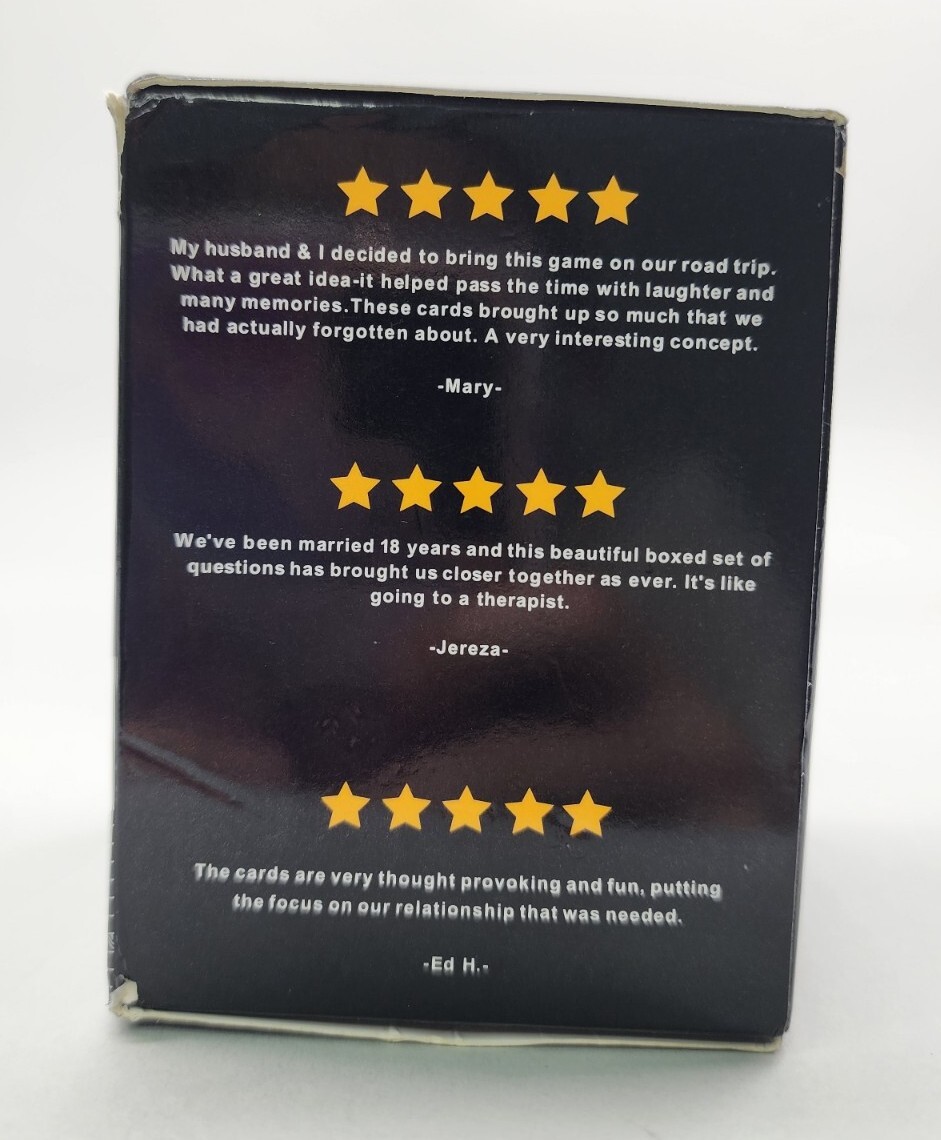 My husband & I decided to bring this game on our road trip.
What a great idea-it helped pass the time with laughter and
many memories.These cards brought up so much that we
had actually forgotten about. A very interesting concept.
-Mary-
We've been married 18 years and this beautiful boxed set of
questions has brought us closer together as ever. It's like
going to a therapist.
-Jereza-
The cards are very thought provoking and fun, putting
the focus on our relationship that was needed.
-Ed H.-